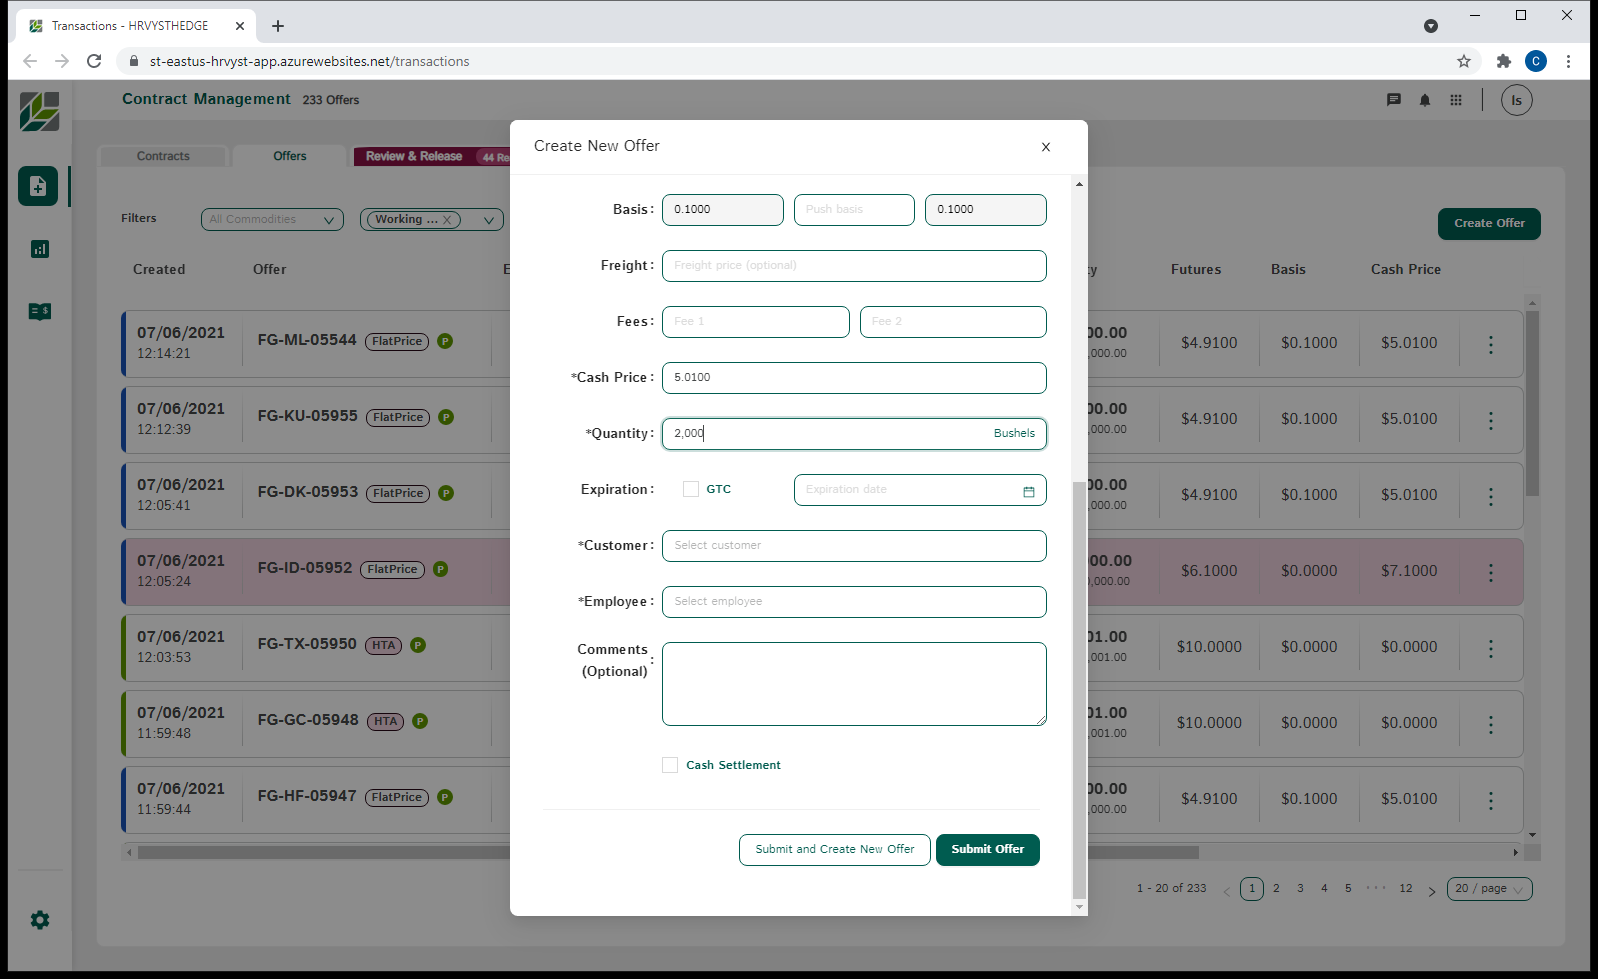 Transactions - HRVYSTHEDGE
st-eastus-hrvyst-app.azurewebsites.net/transactions
C
Contract Management 233 Offers
ls
Contracts Offers Review & Release 44 Re
Filters All Commodities Working ...
Create Offer
Created Offer E y Futures Basis Cash Price
07/06/2021 FG-ML-05544 FlatPrice P 00.00 $4.9100 $0.1000 $5.0100
12:14:21 ,000.00
07/06/2021 FG-KU-05955 FlatPrice P 00.00 $4.9100 $0.1000 $5.0100
12:12:39 ,000.00
07/06/2021 FG-DK-05953 FlatPrice P 00.00 $4.9100 $0.1000 $5.0100
12:05:41 ,000.00
07/06/2021 FG-ID-05952 FlatPrice P 00.00 $6.1000 $0.0000 $7.1000
12:05:24 0,000.00
07/06/2021 FG-TX-05950 HTA P 01.00 $10.0000 $0.0000 $0.0000
12:03:53 ,001.00
07/06/2021 FG-GC-05948 HTA P 01.00 $10.0000 $0.0000 $0.0000
11:59:48 ,001.00
07/06/2021 FG-HF-05947 FlatPrice P 00.00 $4.9100 $0.1000 $5.0100
11:59:44 ,000.00
1 - 20 of 233 < 1 2 3 4 5 ··· 12 > 20 / page
Create New Offer
Basis : 0.1000 Push basis 0.1000
Freight : Freight price (optional)
Fees : Fee 1 Fee 2
*Cash Price : 5.0100
*Quantity : 2,000 Bushels
Expiration : GTC Expiration date
*Customer : Select customer
*Employee : Select employee
Comments
(Optional) :
Cash Settlement
Submit and Create New Offer Submit Offer